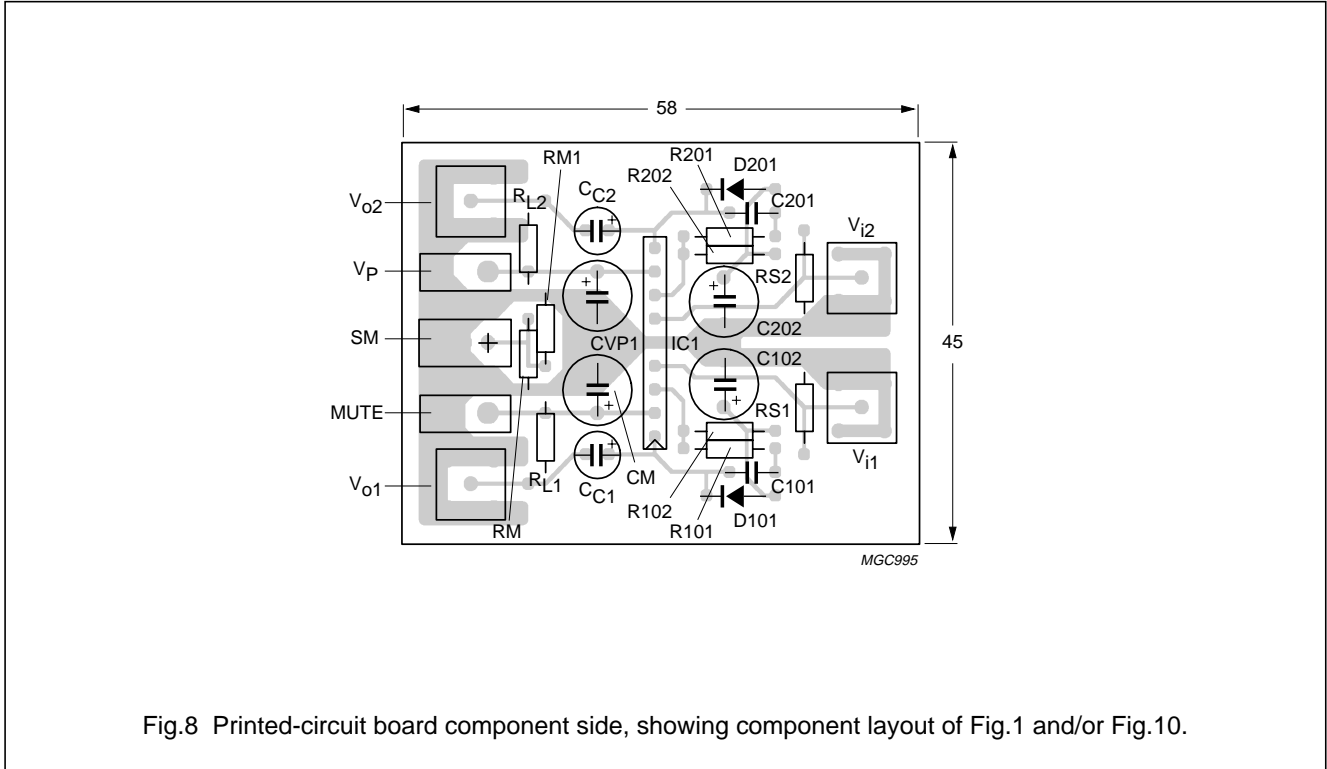 58
R201
RM1
D201
R202
C201
CC2
RL2
Vo2
Vi2
VP
RS2
C202
SM
CVP1
IC1
45
C102
MUTE
RS1
Vi1
RL1
CC1
CM
C101
Vo1
R102
D101
RM
R101
MGC995
Fig.8 Printed-circuit board component side, showing component layout of Fig.1 and/or Fig.10.